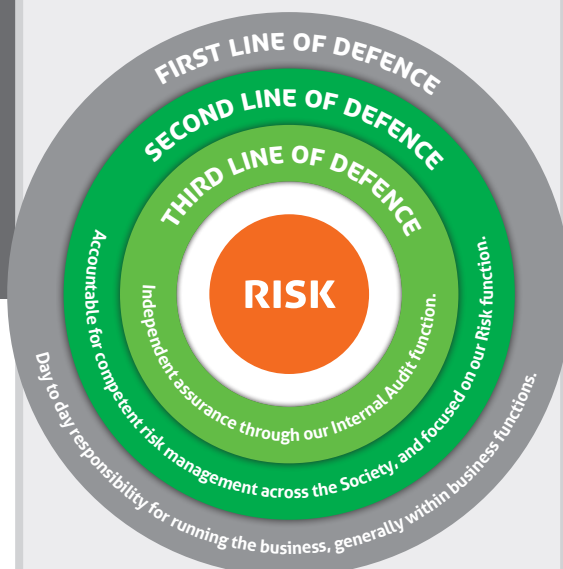 FIRST LINE OF DEFENCE
SECOND LINE OF DEFENCE
THIRD LINE OF DEFENCE
RISK
Independent assurance through our Internal Audit function.
Accountable for competent risk management across the Society, and focused on our Risk function.
Day to day responsibility for running the business, generally within business functions.